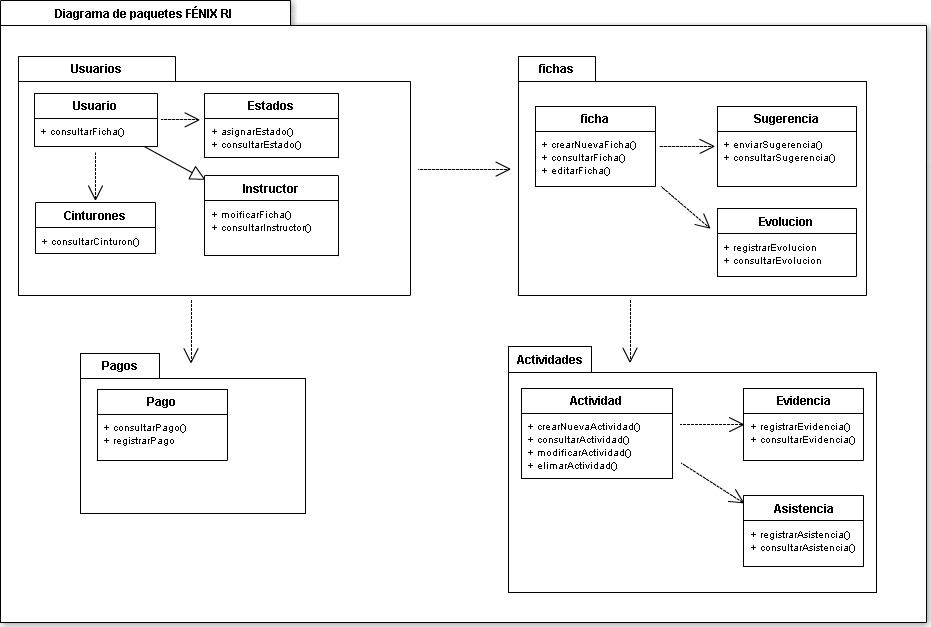 Diagrama de paquetes FÉNIX RI
Usuarios
Usuario
+ consultarFicha()
Estados
+ asignarEstado()
+ consultarEstado()
Instructor
+ moificarFicha()
+ consultarInstructor()
Cinturones
+ consultarCinturon()
fichas
ficha
+ crearNuevaFicha()
+ consultarFicha()
+ editarFicha()
Sugerencia
+ enviarSugerencia()
+ consultarSugerencia()
Evolucion
+ registrarEvolucion
+ consultarEvolucion
Pagos
Pago
+ consultarPago()
+ registrarPago
Actividades
Actividad
+ crearNuevaActividad()
+ consultarActividad()
+ modificarActividad()
+ elimarActividad()
Evidencia
+ registrarEvidencia()
+ consultarEvidencia()
Asistencia
+ registrarAsistencia()
+ consultarAsistencia()